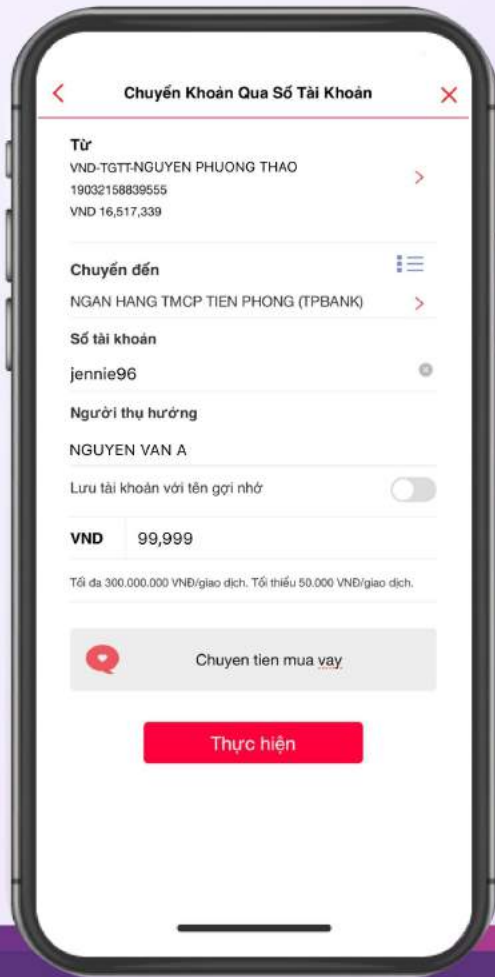 Chuyển Khoản Qua Số Tài Khoản
Từ
VND-TGTT-NGUYEN PHUONG THAO
19032158839555
VND 16,517,339
Chuyển đến
NGAN HANG TMCP TIEN PHONG (TPBANK)
Số tài khoản
jennie96
Người thụ hưởng
NGUYEN VAN A
Lưu tài khoản với tên gợi nhớ
VND 99,999
Tối đa 300.000.000 VNĐ/giao dịch. Tối thiểu 50.000 VNĐ/giao dịch.
Chuyen tien mua vay
Thực hiện